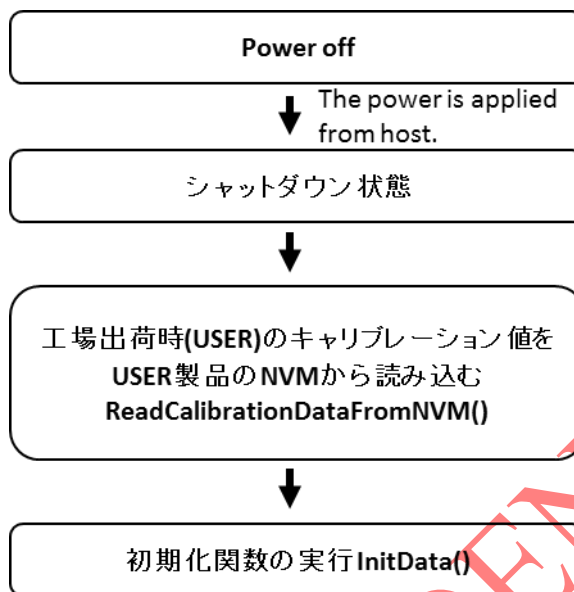 Power off
The power is applied
from host.
シャットダウン状態
工場出荷時(USER)のキャリブレーション値を
USER製品のNVMから読み込む
ReadCalibrationDataFromNVM()
初期化関数の実行InitData()